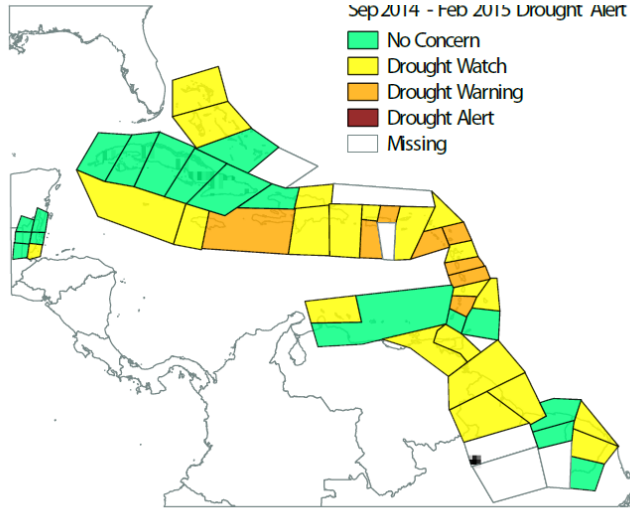 Sep 2014 - Feb 2015 Drought Alert
No Concern
Drought Watch
Drought Warning
Drought Alert
Missing